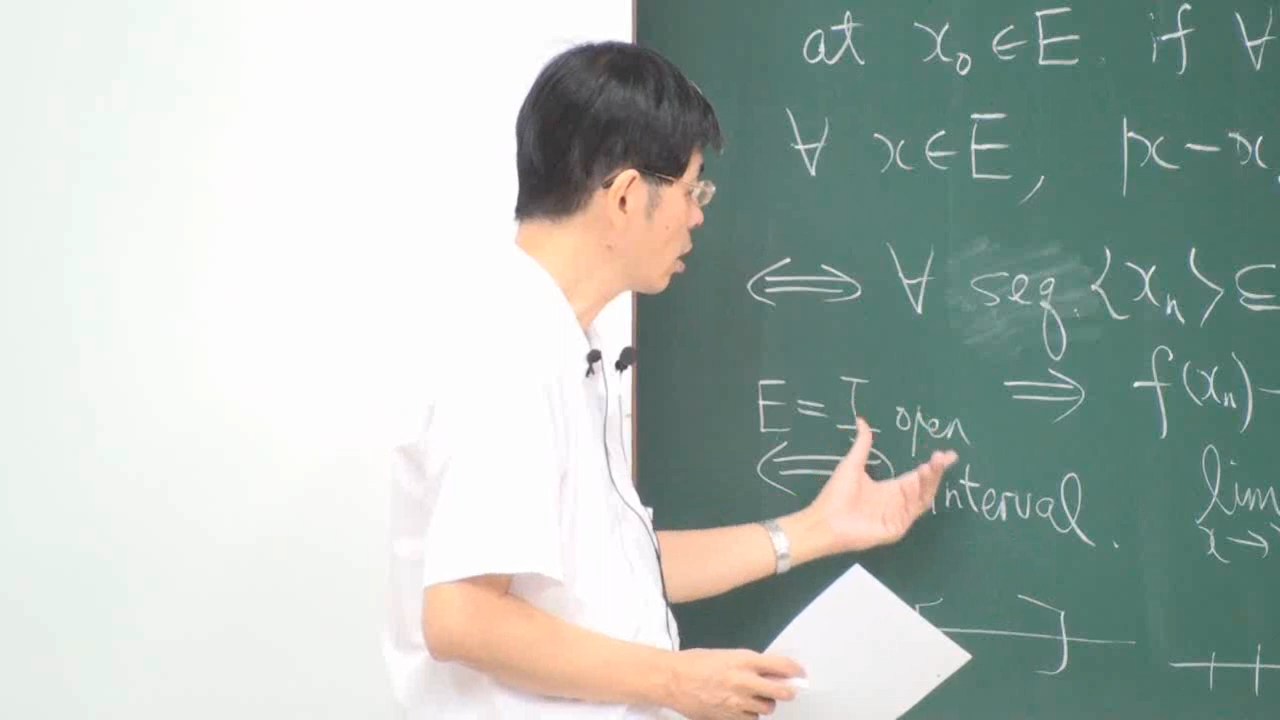 at x₀ ∈ E. if ∀
∀ x ∈ E, |x - x
⟺ ∀ seq. ⟨xₙ⟩ ⊆
E = I open ⇒ f(xₙ) -
⟺ interval. lim
x →